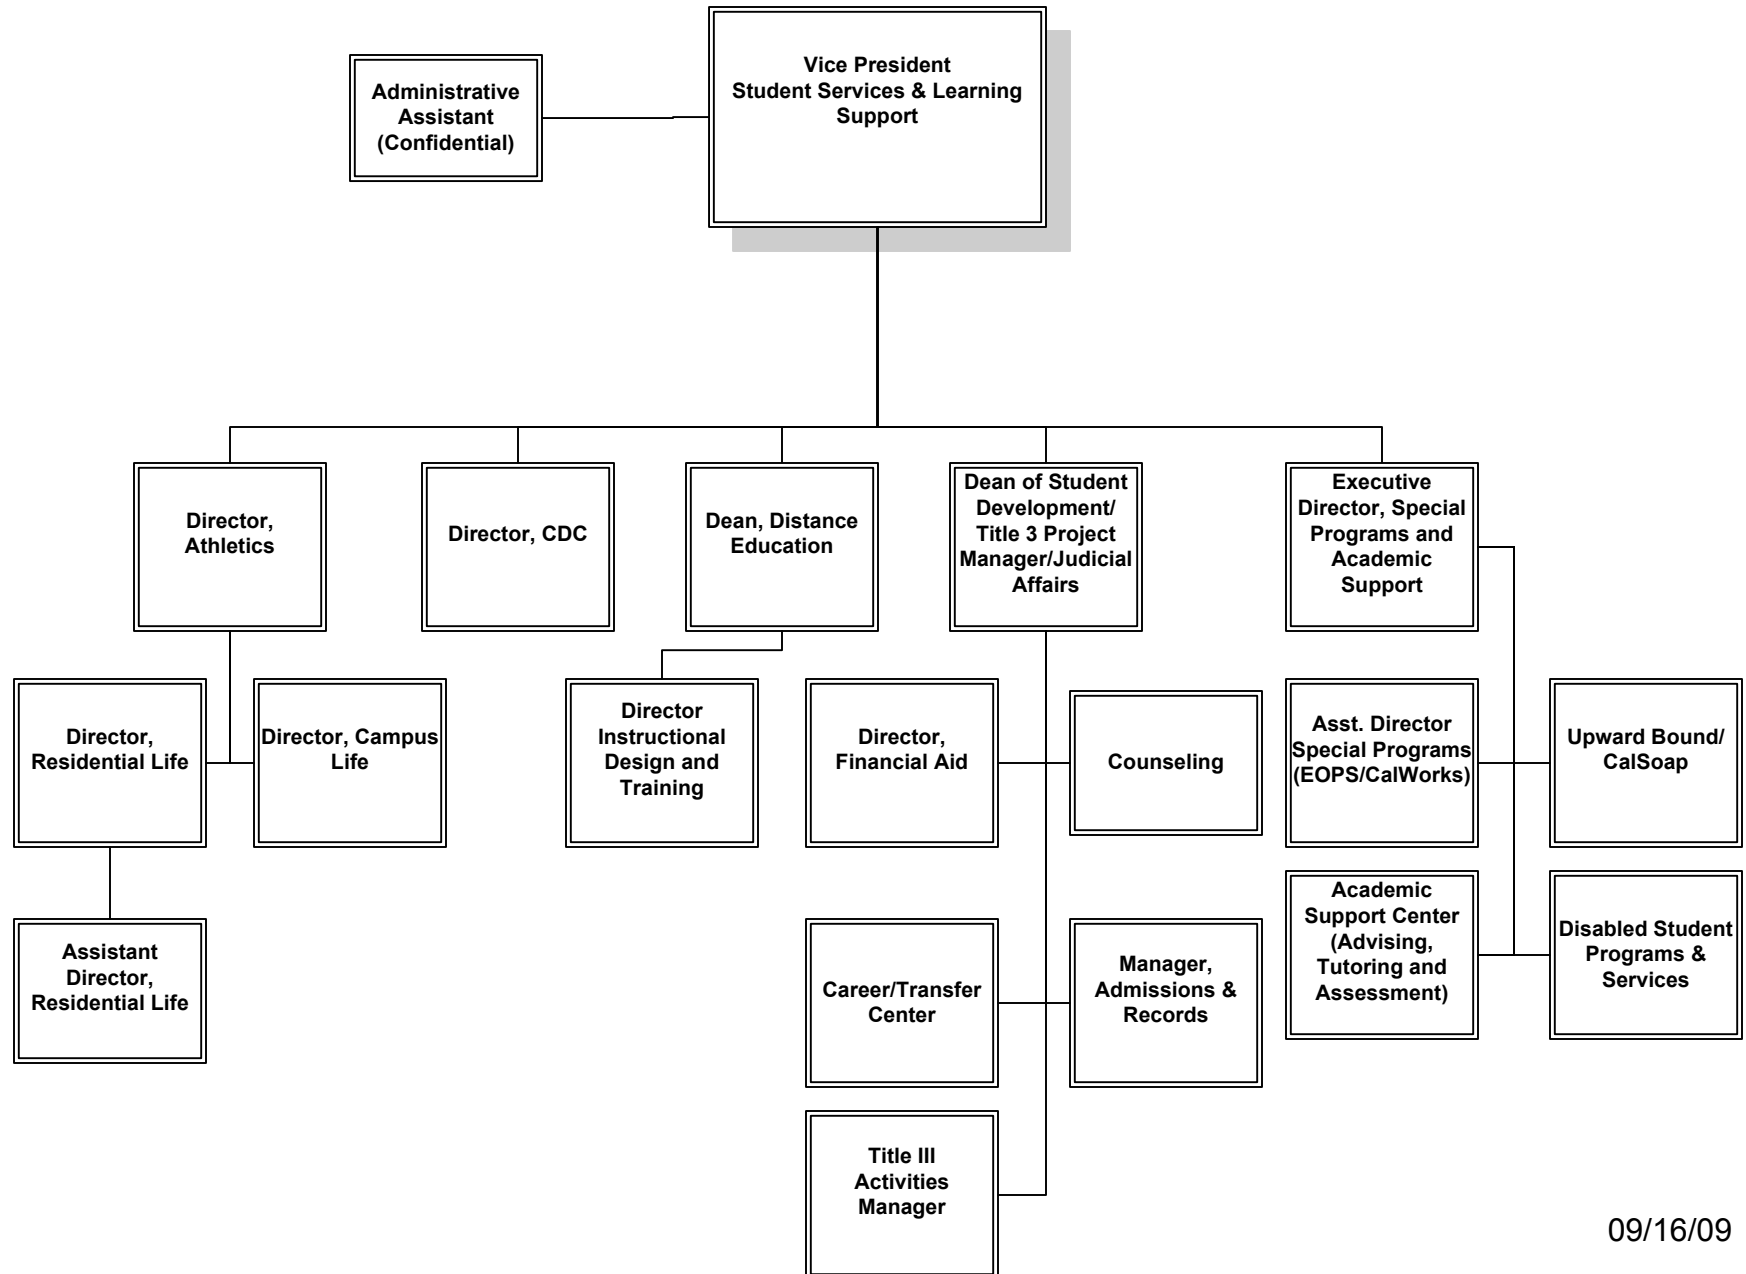 Vice President
Student Services & Learning
Support
Administrative
Assistant
(Confidential)
Director,
Athletics
Director, CDC
Dean, Distance
Education
Dean of Student
Development/
Title 3 Project
Manager/Judicial
Affairs
Executive
Director, Special
Programs and
Academic
Support
Director,
Residential Life
Director, Campus
Life
Director
Instructional
Design and
Training
Director,
Financial Aid
Counseling
Asst. Director
Special Programs
(EOPS/CalWorks)
Upward Bound/
CalSoap
Assistant
Director,
Residential Life
Career/Transfer
Center
Manager,
Admissions &
Records
Academic
Support Center
(Advising,
Tutoring and
Assessment)
Disabled Student
Programs &
Services
Title III
Activities
Manager
09/16/09